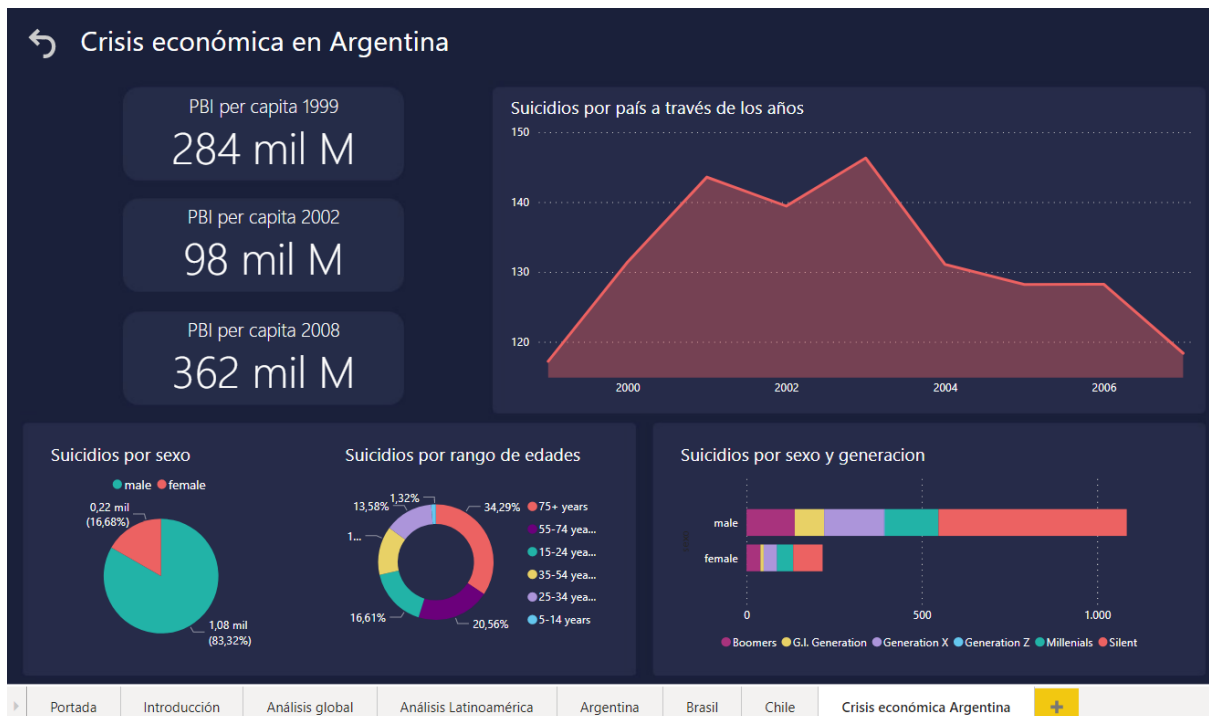 Crisis económica en Argentina
PBI per capita 1999
284 mil M
PBI per capita 2002
98 mil M
PBI per capita 2008
362 mil M
Suicidios por país a través de los años
150
140
130
120
2000 2002 2004 2006
Suicidios por sexo
male female
0,22 mil
(16,68%)
1,08 mil
(83,32%)
Suicidios por rango de edades
1,32%
13,58%
34,29%
1...
16,61%
20,56%
75+ years
55-74 yea...
15-24 yea...
35-54 yea...
25-34 yea...
5-14 years
Suicidios por sexo y generacion
male
female
0 500 1.000
Boomers G.I. Generation Generation X Generation Z Millenials Silent
Portada Introducción Análisis global Análisis Latinoamérica Argentina Brasil Chile Crisis económica Argentina +